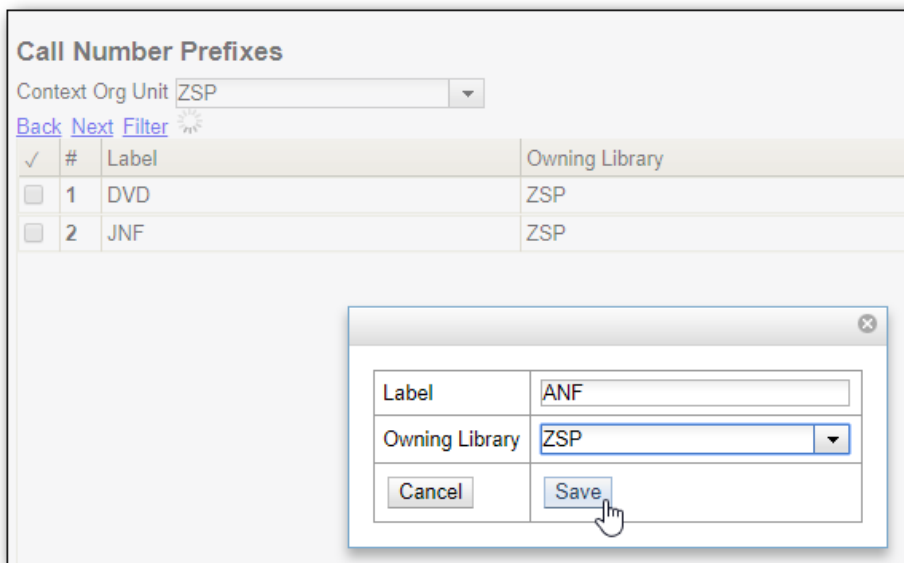 Call Number Prefixes
Context Org Unit ZSP
Back Next Filter
✓ # Label Owning Library
1 DVD ZSP
2 JNF ZSP
Label ANF
Owning Library ZSP
Cancel Save